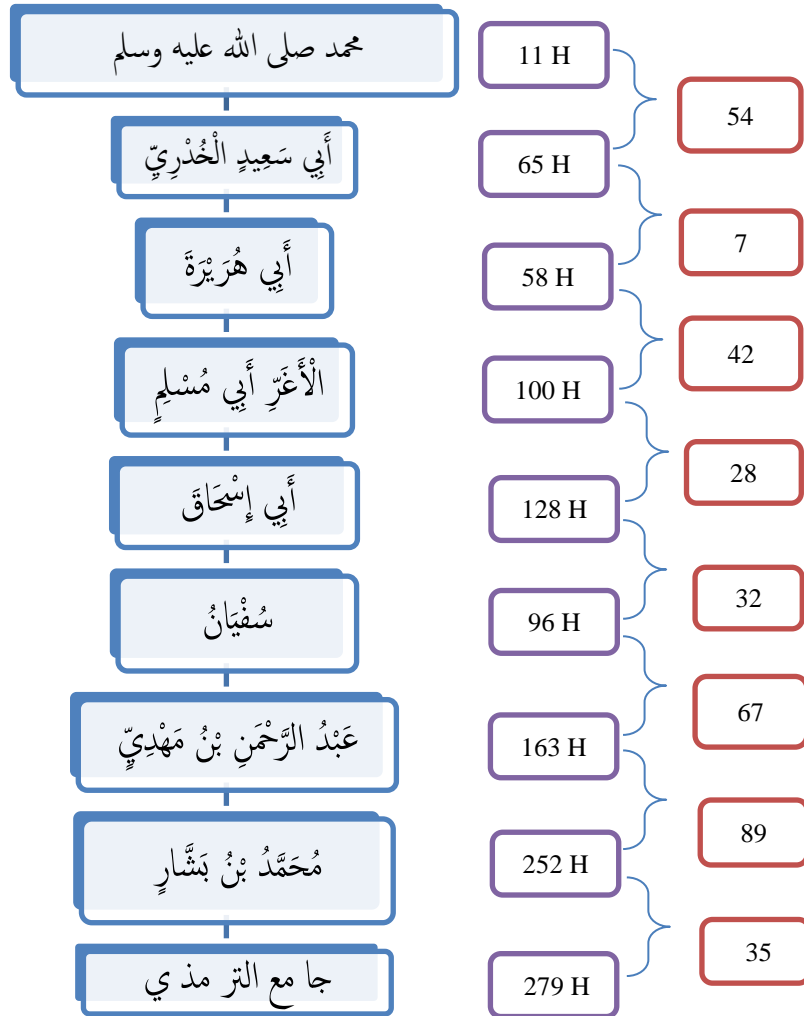 محمد صلى الله عليه وسلم
11 H
54
أَبِي سَعِيدٍ الْخُدْرِيِّ
65 H
7
أَبِي هُرَيْرَةَ
58 H
42
الْأَغَرِّ أَبِي مُسْلِمٍ
100 H
28
أَبِي إِسْحَاقَ
128 H
32
سُفْيَانُ
96 H
67
عَبْدُ الرَّحْمَنِ بْنُ مَهْدِيٍّ
163 H
89
مُحَمَّدُ بْنُ بَشَّارٍ
252 H
35
جا مع التر مذ ي
279 H